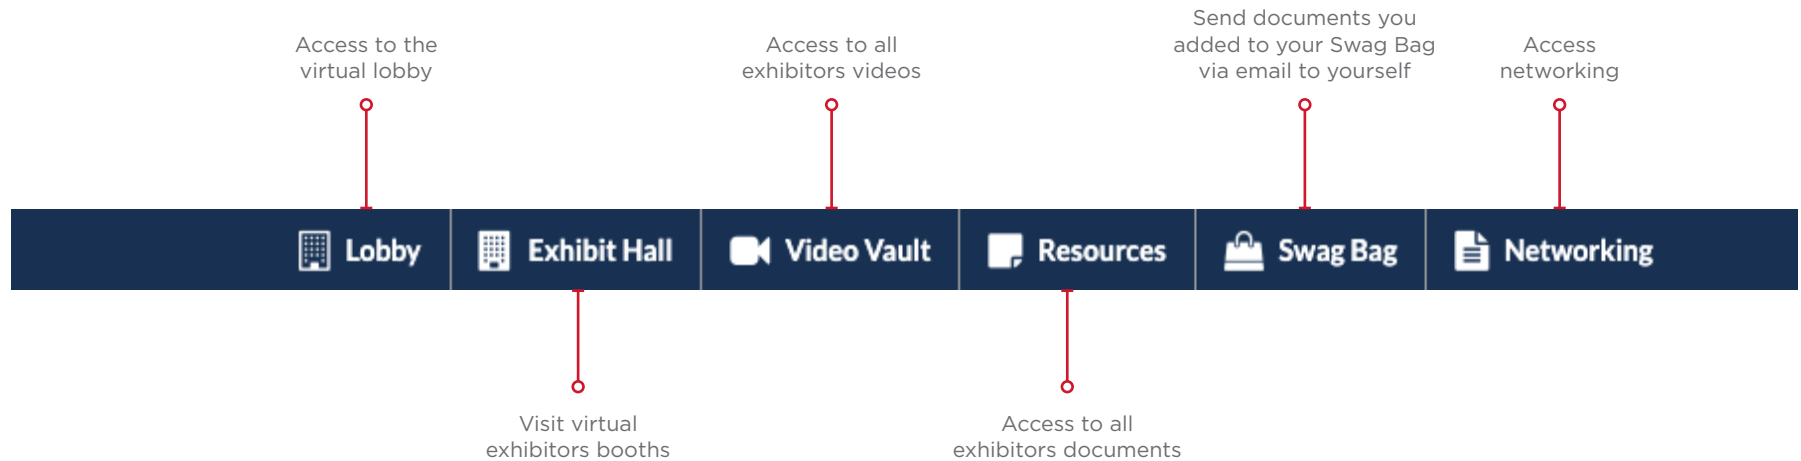 Access to the
virtual lobby
Access to all
exhibitors videos
Send documents you
added to your Swag Bag
via email to yourself
Access
networking
Lobby
Exhibit Hall
Video Vault
Resources
Swag Bag
Networking
Visit virtual
exhibitors booths
Access to all
exhibitors documents